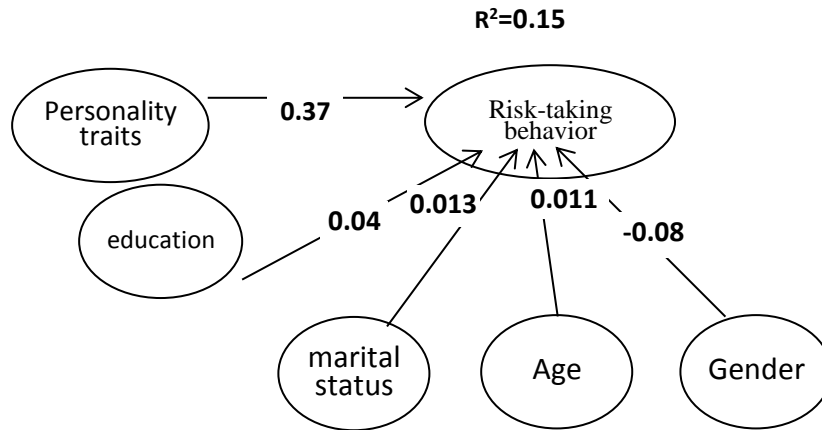 R²=0.15
Personality
traits
0.37
Risk-taking
behavior
education
0.04
0.013
0.011
-0.08
marital
status
Age
Gender